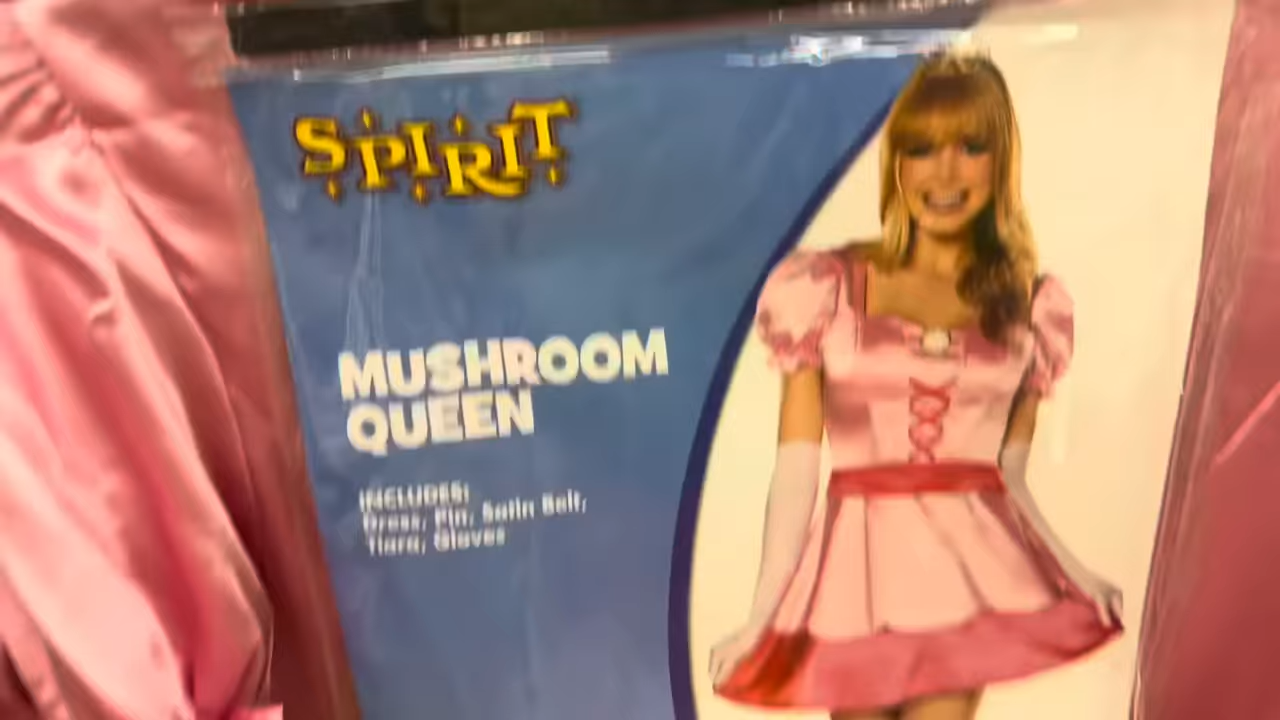 SPIRIT
MUSHROOM
QUEEN
INCLUDES:
Dress, Pin, Satin Belt,
Tiara, Gloves